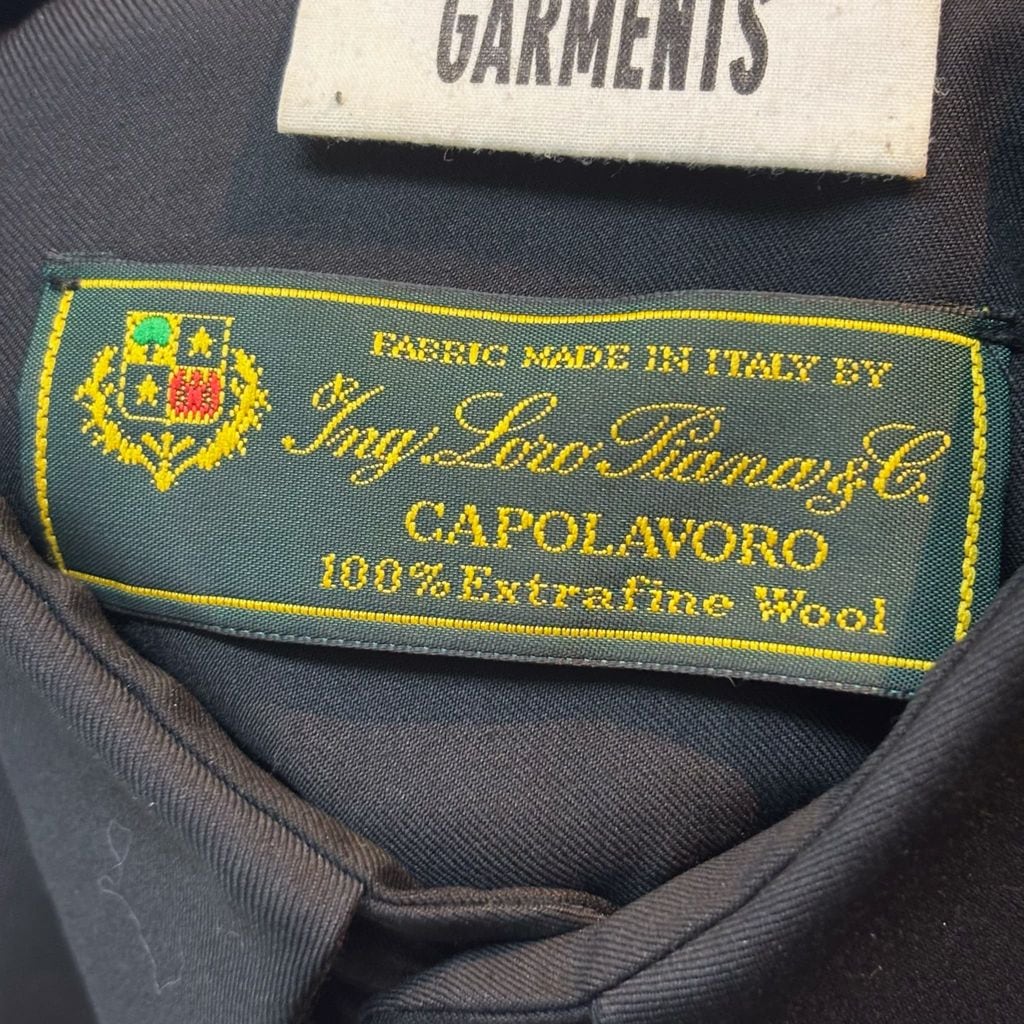 GARMENTS
FABRIC MADE IN ITALY BY
Ing. Loro Piana & C.
CAPOLAVORO
100% Extrafine Wool